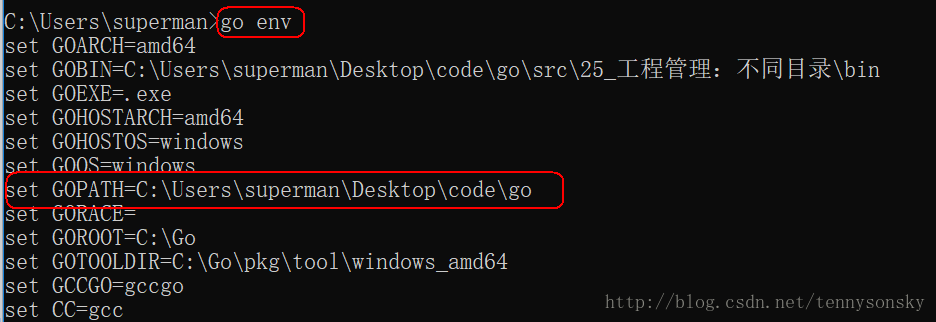 C:\Users\superman>go env
set GOARCH=amd64
set GOBIN=C:\Users\superman\Desktop\code\go\src\25_工程管理：不同目录\bin
set GOEXE=.exe
set GOHOSTARCH=amd64
set GOHOSTOS=windows
set GOOS=windows
set GOPATH=C:\Users\superman\Desktop\code\go
set GORACE=
set GOROOT=C:\Go
set GOTOOLDIR=C:\Go\pkg\tool\windows_amd64
set GCCGO=gccgo
set CC=gcc
http://blog.csdn.net/tennysonsky